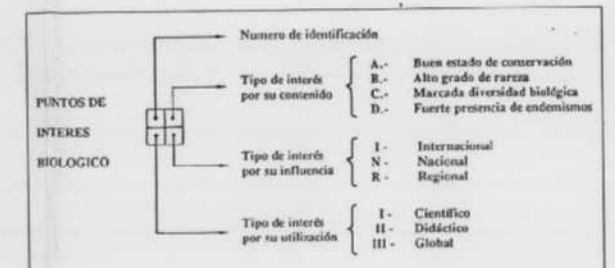 Numero de identificación
PUNTOS DE
INTERES
BIOLOGICO
Tipo de interés
por su contenido
A.- Buen estado de conservación
B.- Alto grado de rareza
C.- Marcada diversidad biológica
D.- Fuerte presencia de endemismos
Tipo de interés
por su influencia
I - Internacional
N - Nacional
R - Regional
Tipo de interés
por su utilización
I - Científico
II - Didáctico
III - Global